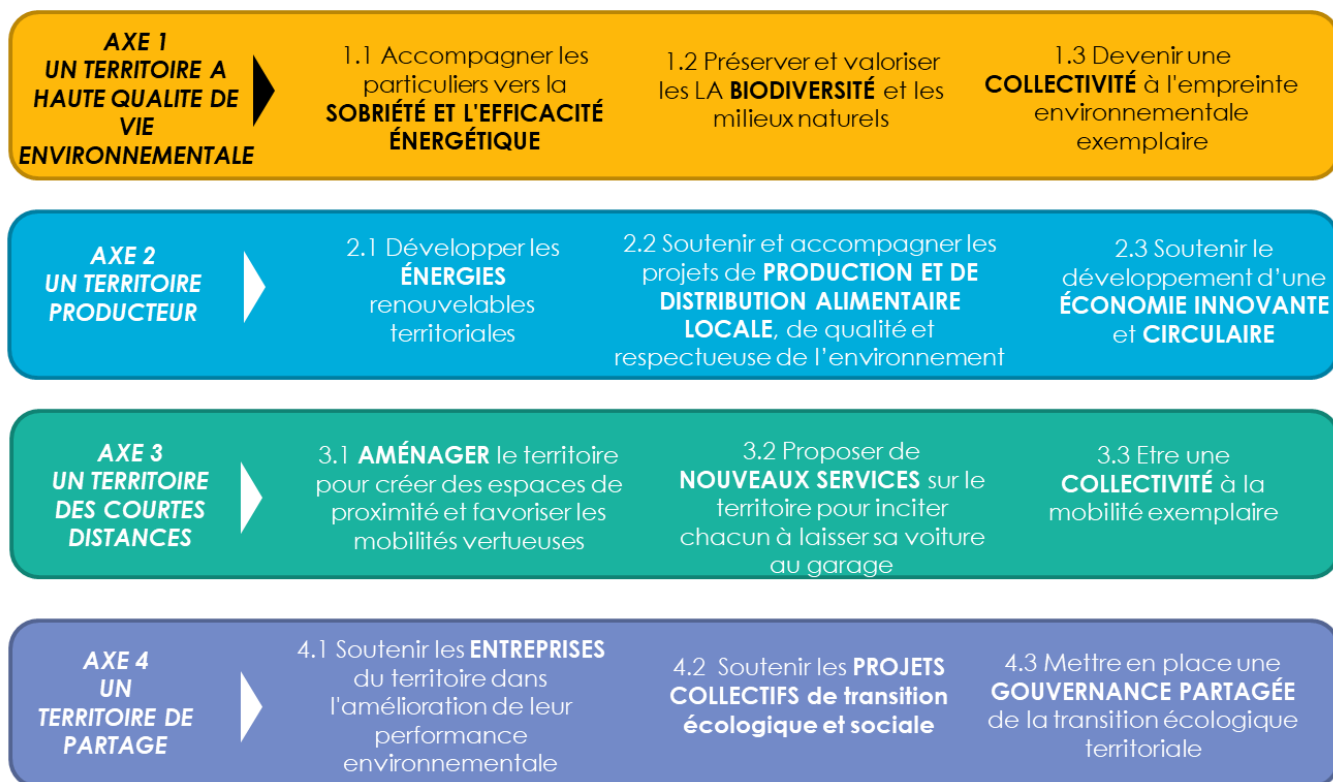 AXE 1
UN TERRITOIRE A
HAUTE QUALITE DE
VIE
ENVIRONNEMENTALE
1.1 Accompagner les
particuliers vers la
SOBRIÉTÉ ET L'EFFICACITÉ
ÉNERGÉTIQUE
1.2 Préserver et valoriser
les LA BIODIVERSITÉ et les
milieux naturels
1.3 Devenir une
COLLECTIVITÉ à l'empreinte
environnementale
exemplaire
AXE 2
UN TERRITOIRE
PRODUCTEUR
2.1 Développer les
ÉNERGIES
renouvelables
territoriales
2.2 Soutenir et accompagner les
projets de PRODUCTION ET DE
DISTRIBUTION ALIMENTAIRE
LOCALE, de qualité et
respectueuse de l’environnement
2.3 Soutenir le
développement d’une
ÉCONOMIE INNOVANTE
et CIRCULAIRE
AXE 3
UN TERRITOIRE
DES COURTES
DISTANCES
3.1 AMÉNAGER le territoire
pour créer des espaces de
proximité et favoriser les
mobilités vertueuses
3.2 Proposer de
NOUVEAUX SERVICES sur le
territoire pour inciter
chacun à laisser sa voiture
au garage
3.3 Etre une
COLLECTIVITÉ à la
mobilité exemplaire
AXE 4
UN
TERRITOIRE DE
PARTAGE
4.1 Soutenir les ENTREPRISES
du territoire dans
l'amélioration de leur
performance
environnementale
4.2 Soutenir les PROJETS
COLLECTIFS de transition
écologique et sociale
4.3 Mettre en place une
GOUVERNANCE PARTAGÉE
de la transition écologique
territoriale